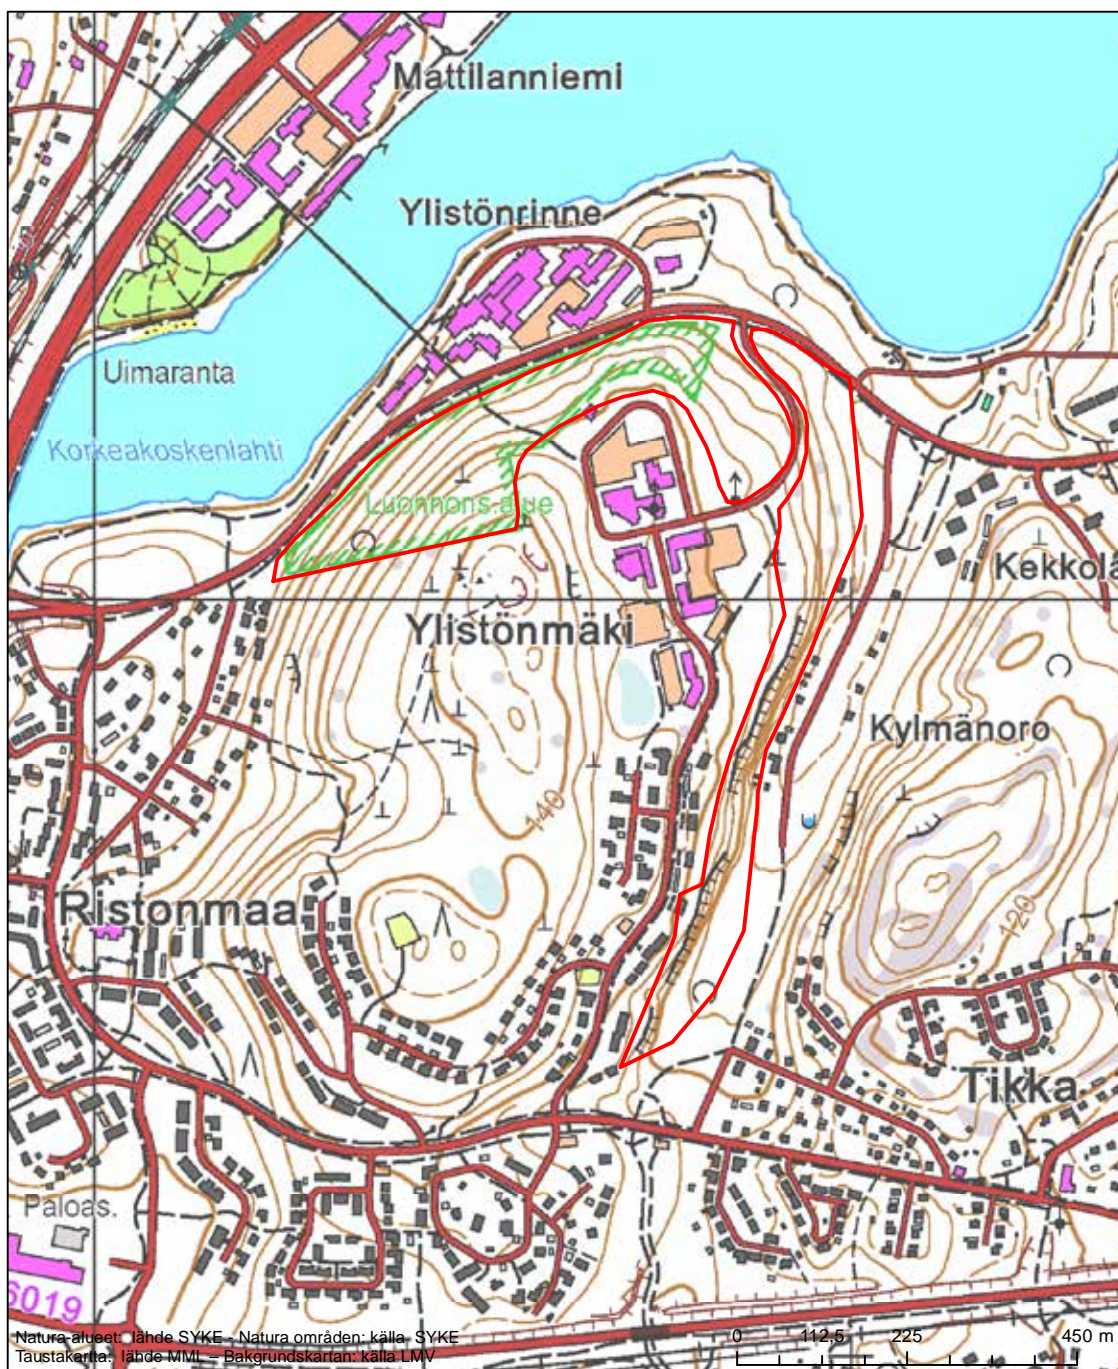 Mattilanniemi
Ylistönrinne
Uimaranta
Korkeakoskenlahti
Luonnons.alue
Kekkola
Ylistönmäki
Kylmänoro
140
Ristonmaa
120
Tikka
Paloas.
6019
Natura-alueet: lähde SYKE - Natura områden: källa SYKE
Taustakartta: lähde MML – Bakgrundskartan: källa LMV
0 112,5 225 450 m